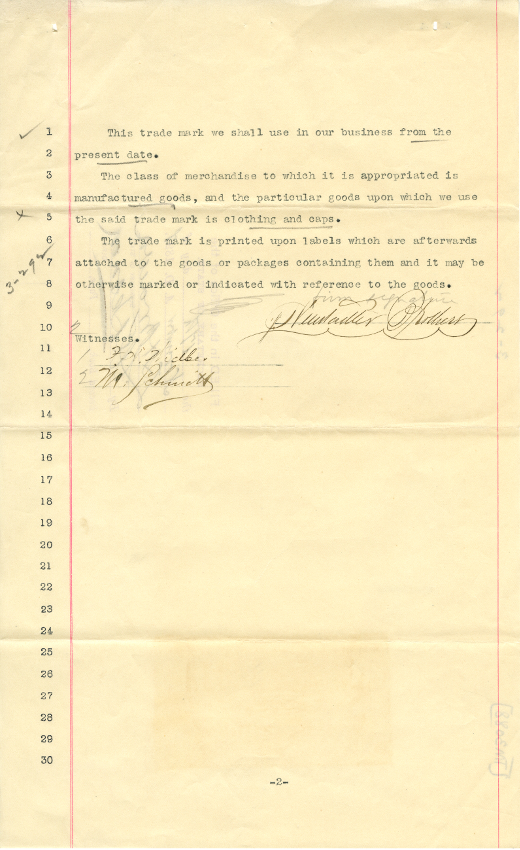 1 This trade mark we shall use in our business from the
2 present date.
3 The class of merchandise to which it is appropriated is
4 manufactured goods, and the particular goods upon which we use
x 5 the said trade mark is clothing and caps.
6 The trade mark is printed upon labels which are afterwards
7 attached to the goods or packages containing them and it may be
8 otherwise marked or indicated with reference to the goods.
9 Neustadter Brothers
10 Witnesses.
11 1
12 2 Schmidt
13
14
15
16
17
18
19
20
21
22
23
24
25
26
27
28
29
30
-2-